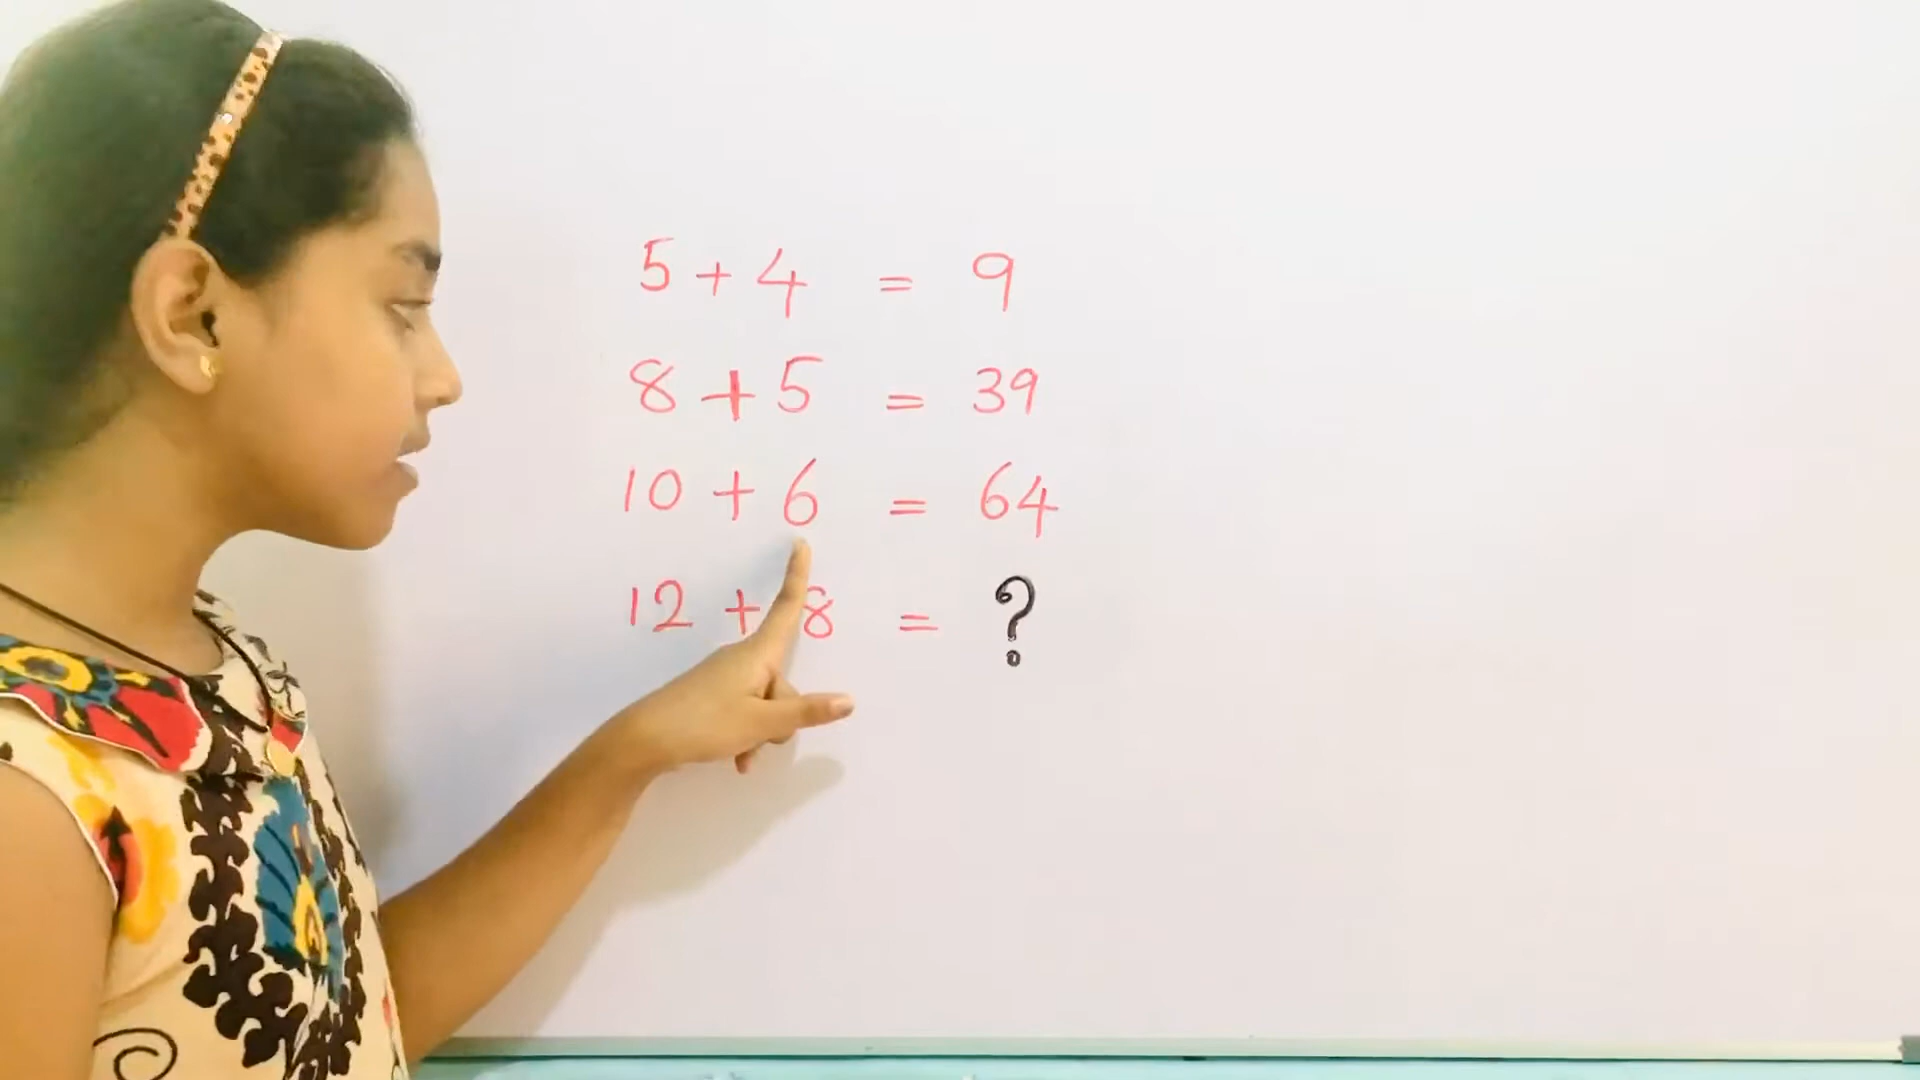 5 + 4 = 9
8 + 5 = 39
10 + 6 = 64
12 + 8 = ?